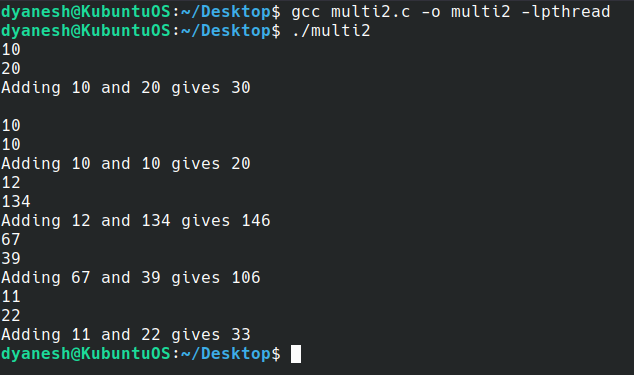 dyanesh@KubuntuOS:~/Desktop$ gcc multi2.c -o multi2 -lpthread
dyanesh@KubuntuOS:~/Desktop$ ./multi2
10
20
Adding 10 and 20 gives 30

10
10
Adding 10 and 10 gives 20
12
134
Adding 12 and 134 gives 146
67
39
Adding 67 and 39 gives 106
11
22
Adding 11 and 22 gives 33
dyanesh@KubuntuOS:~/Desktop$